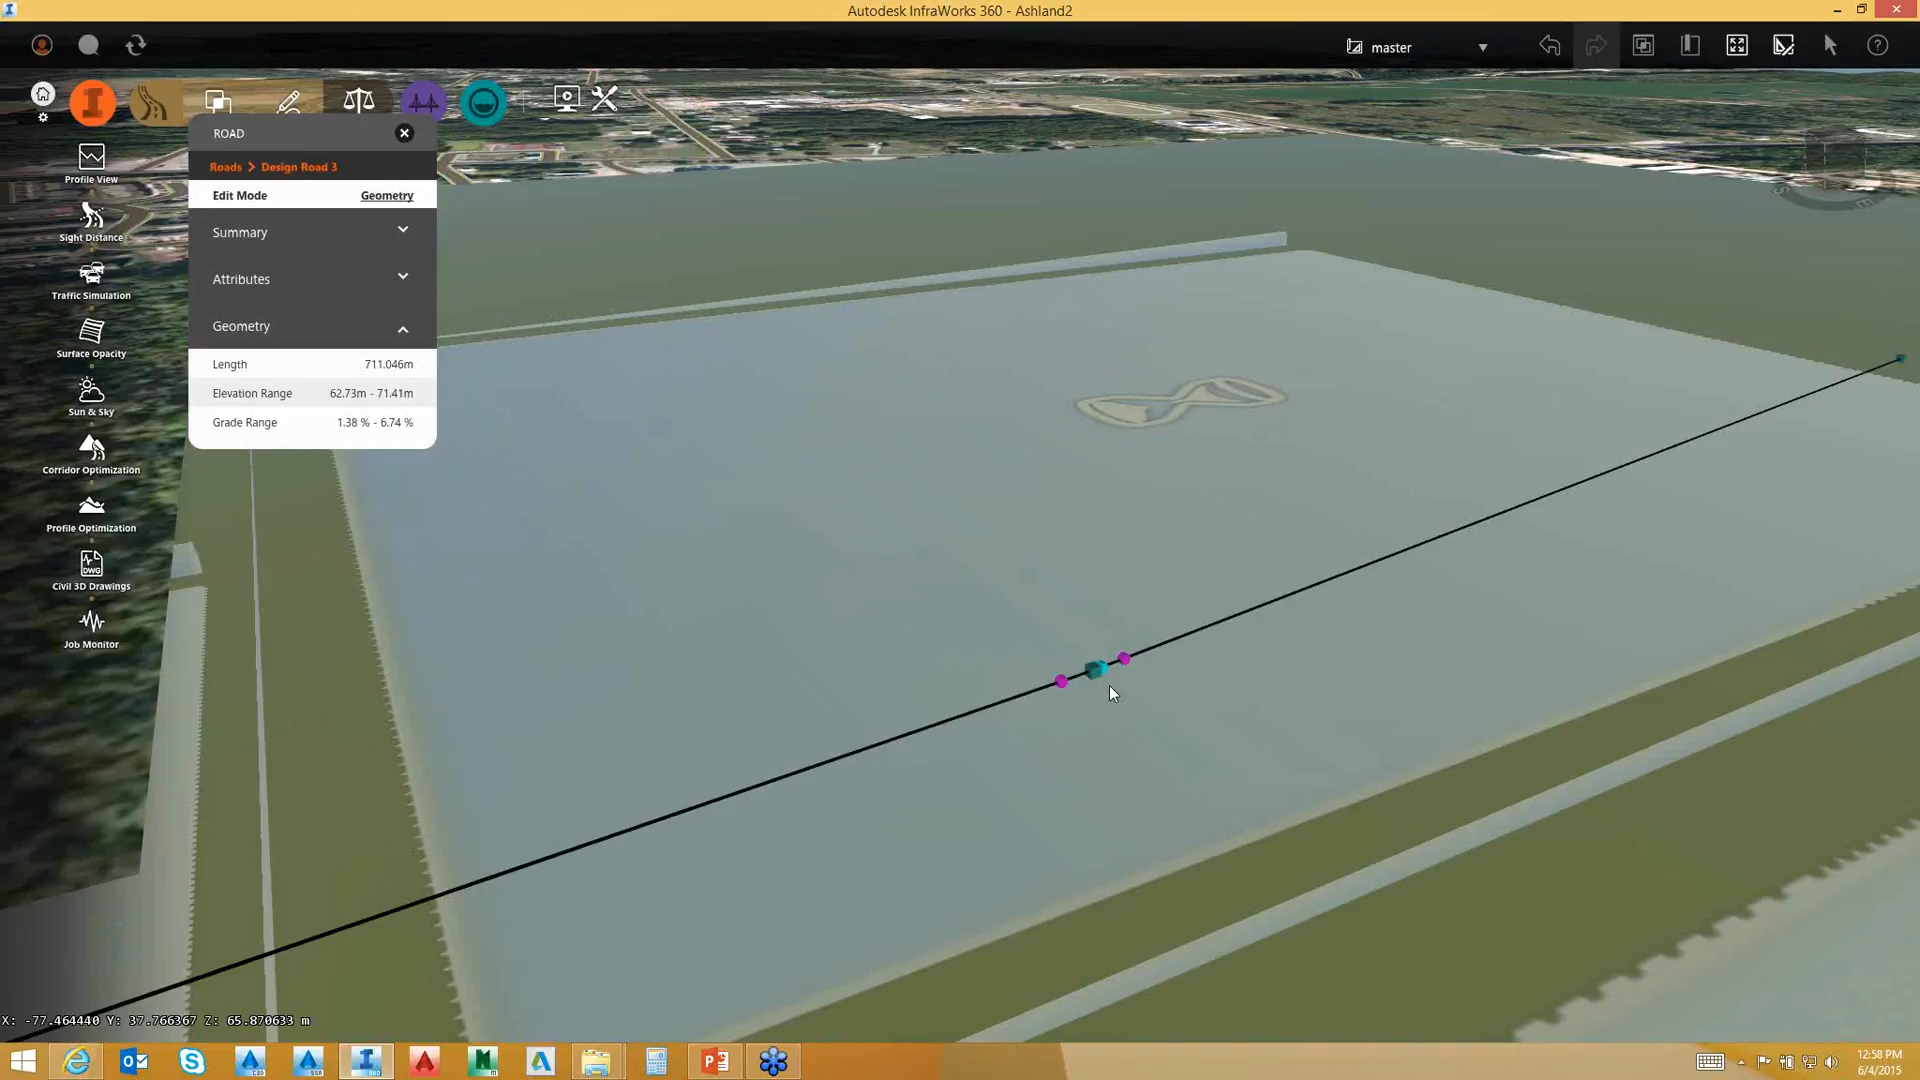 Autodesk InfraWorks 360 - Ashland2
master
ROAD
Roads > Design Road 3
Edit Mode Geometry
Summary
Attributes
Geometry
Length 711.046m
Elevation Range 62.73m - 71.41m
Grade Range 1.38 % - 6.74 %
Profile View
Sight Distance
Traffic Simulation
Surface Opacity
Sun & Sky
Corridor Optimization
Profile Optimization
DWG
Civil 3D Drawings
Job Monitor
X: -77.464440 Y: 37.766367 Z: 65.870633 m
12:58 PM
6/4/2015